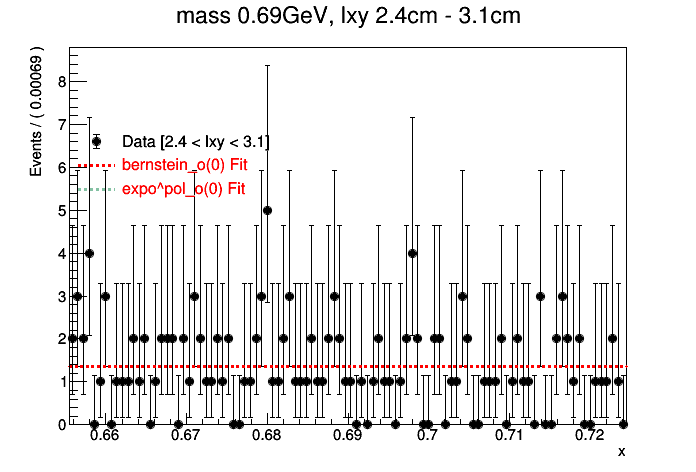 mass 0.69GeV, lxy 2.4cm - 3.1cm
Events / ( 0.00069 )
8
7
6
5
4
3
2
1
0
Data [2.4 < lxy < 3.1]
bernstein_o(0) Fit
expo^pol_o(0) Fit
0.66 0.67 0.68 0.69 0.7 0.71 0.72
x